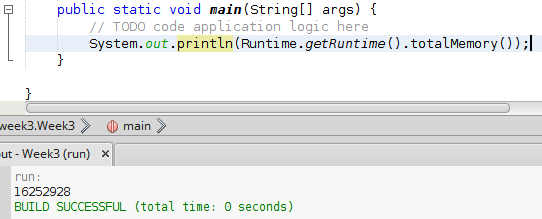 public static void main(String[] args) {
// TODO code application logic here
System.out.println(Runtime.getRuntime().totalMemory());
}
}
week3.Week3 main
out - Week3 (run) ×
run:
16252928
BUILD SUCCESSFUL (total time: 0 seconds)